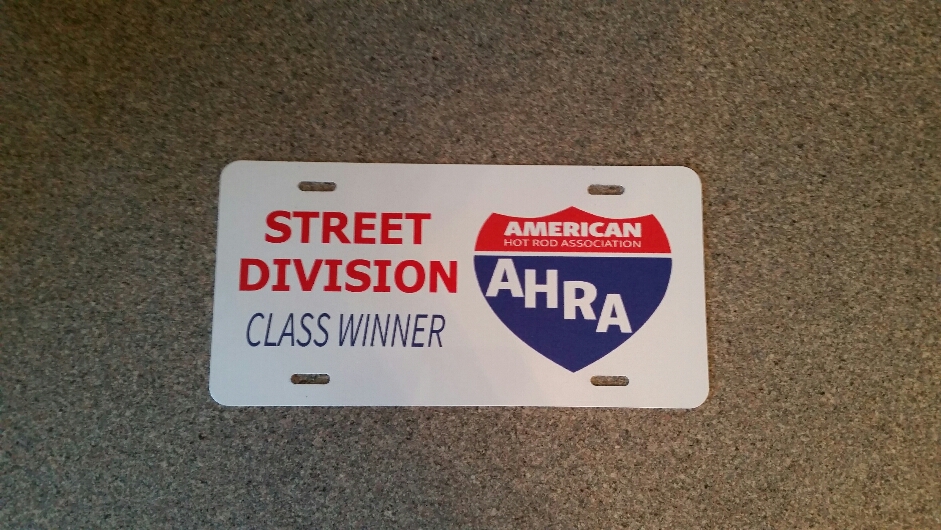 STREET
DIVISION
CLASS WINNER
AMERICAN
HOT ROD ASSOCIATION
AHRA